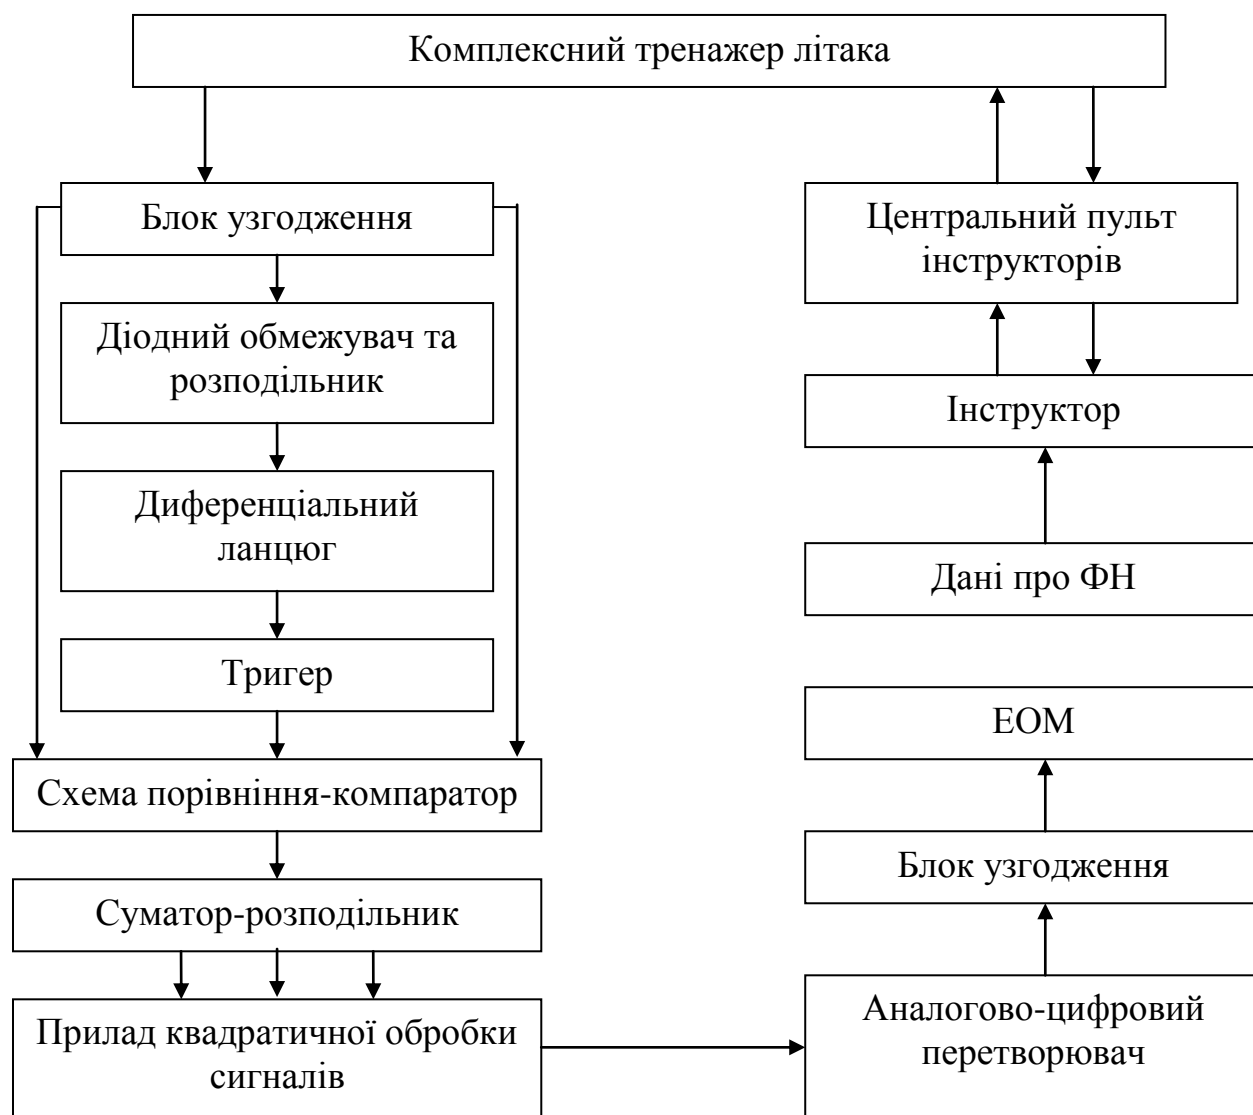 Комплексний тренажер літака
Блок узгодження
Діодний обмежувач та
розподільник
Диференціальний
ланцюг
Тригер
Схема порівніння-компаратор
Суматор-розподільник
Прилад квадратичної обробки
сигналів
Центральний пульт
інструкторів
Інструктор
Дані про ФН
ЕОМ
Блок узгодження
Аналогово-цифровий
перетворювач